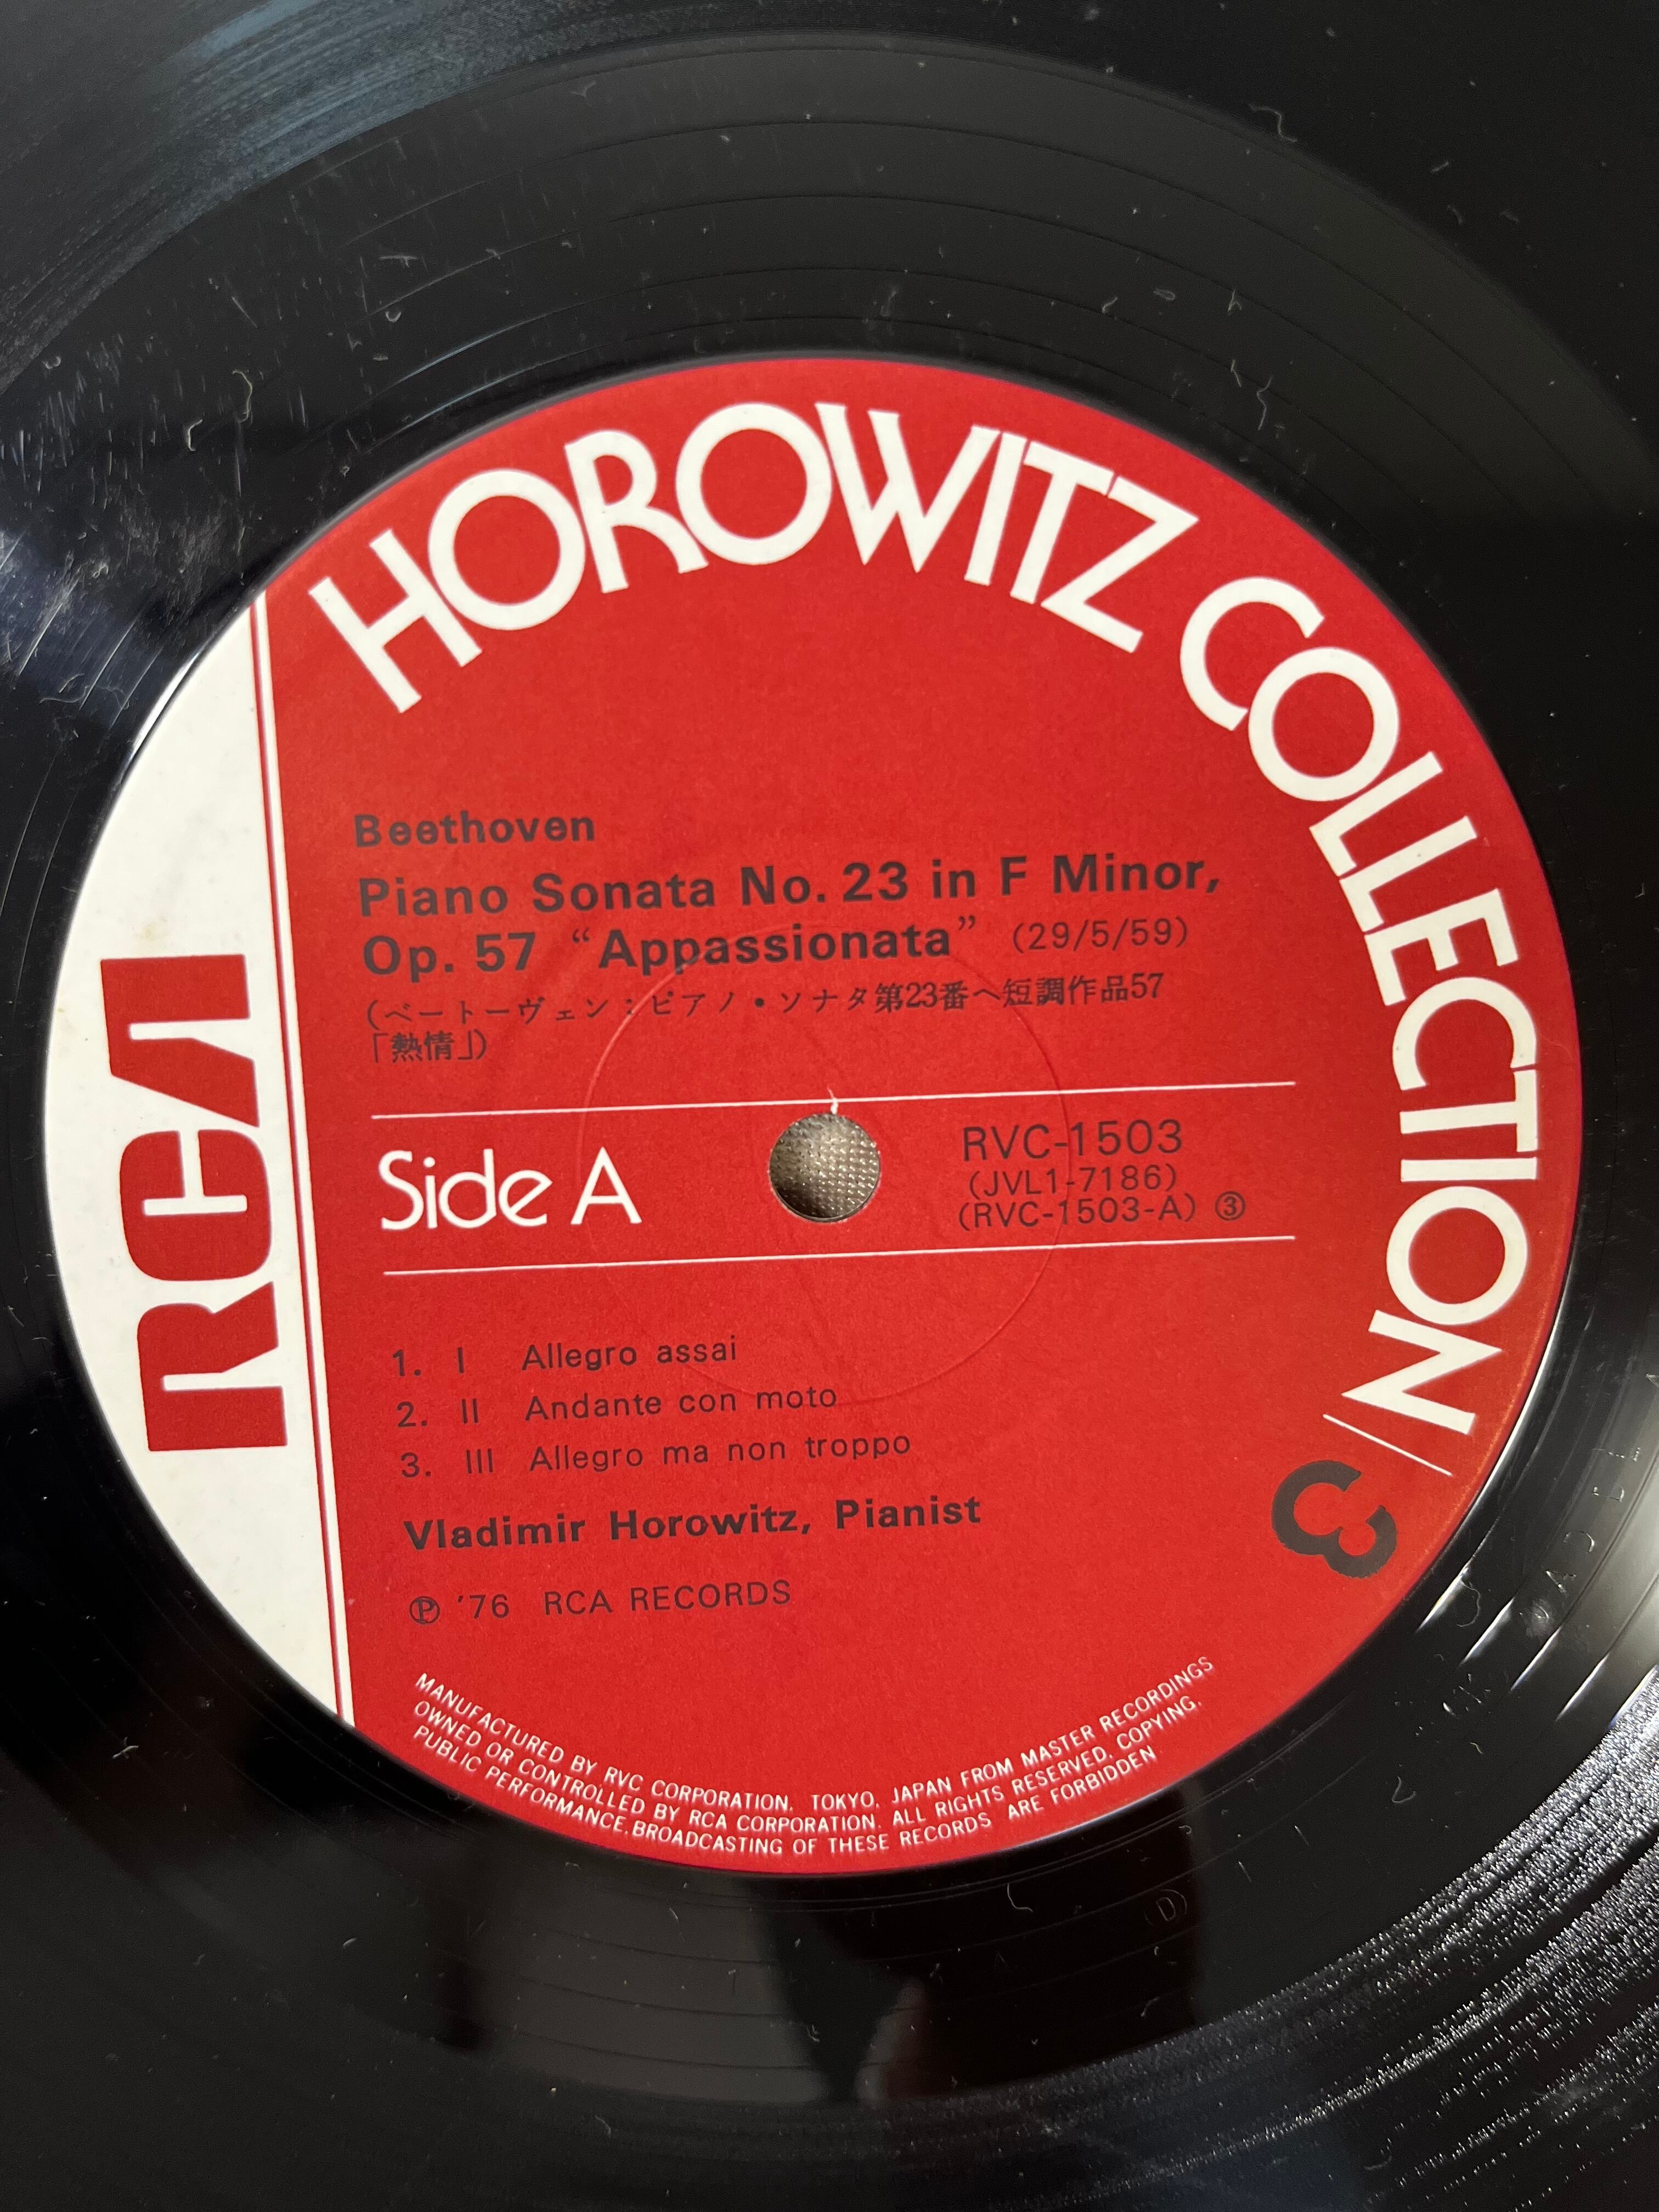 HOROWITZ COLLECTION/3
RCA
Beethoven
Piano Sonata No. 23 in F Minor,
Op. 57 “Appassionata” (29/5/59)
(ベートーヴェン：ピアノ・ソナタ第23番ヘ短調作品57
「熱情」)
Side A
RVC-1503
(JVL1-7186)
(RVC-1503-A) ③
1. I Allegro assai
2. II Andante con moto
3. III Allegro ma non troppo
Vladimir Horowitz, Pianist
Ⓟ '76 RCA RECORDS
MANUFACTURED BY RVC CORPORATION, TOKYO, JAPAN FROM MASTER RECORDINGS
OWNED OR CONTROLLED BY RCA CORPORATION. ALL RIGHTS RESERVED. COPYING,
PUBLIC PERFORMANCE, BROADCASTING OF THESE RECORDS ARE FORBIDDEN.